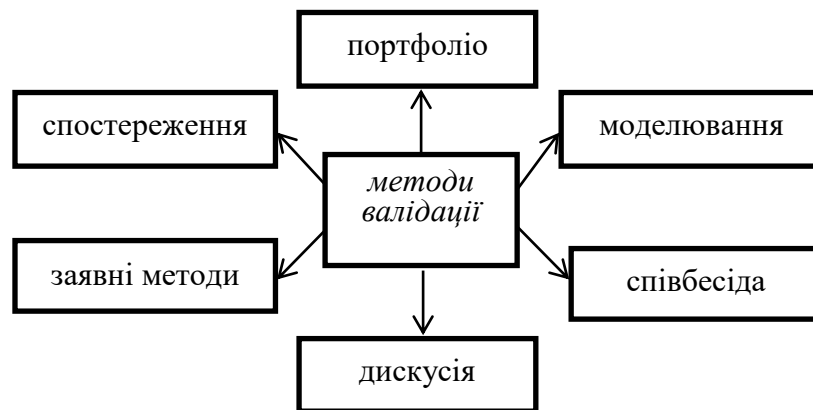 портфоліо
спостереження
моделювання
методи
валідації
заявні методи
співбесіда
дискусія